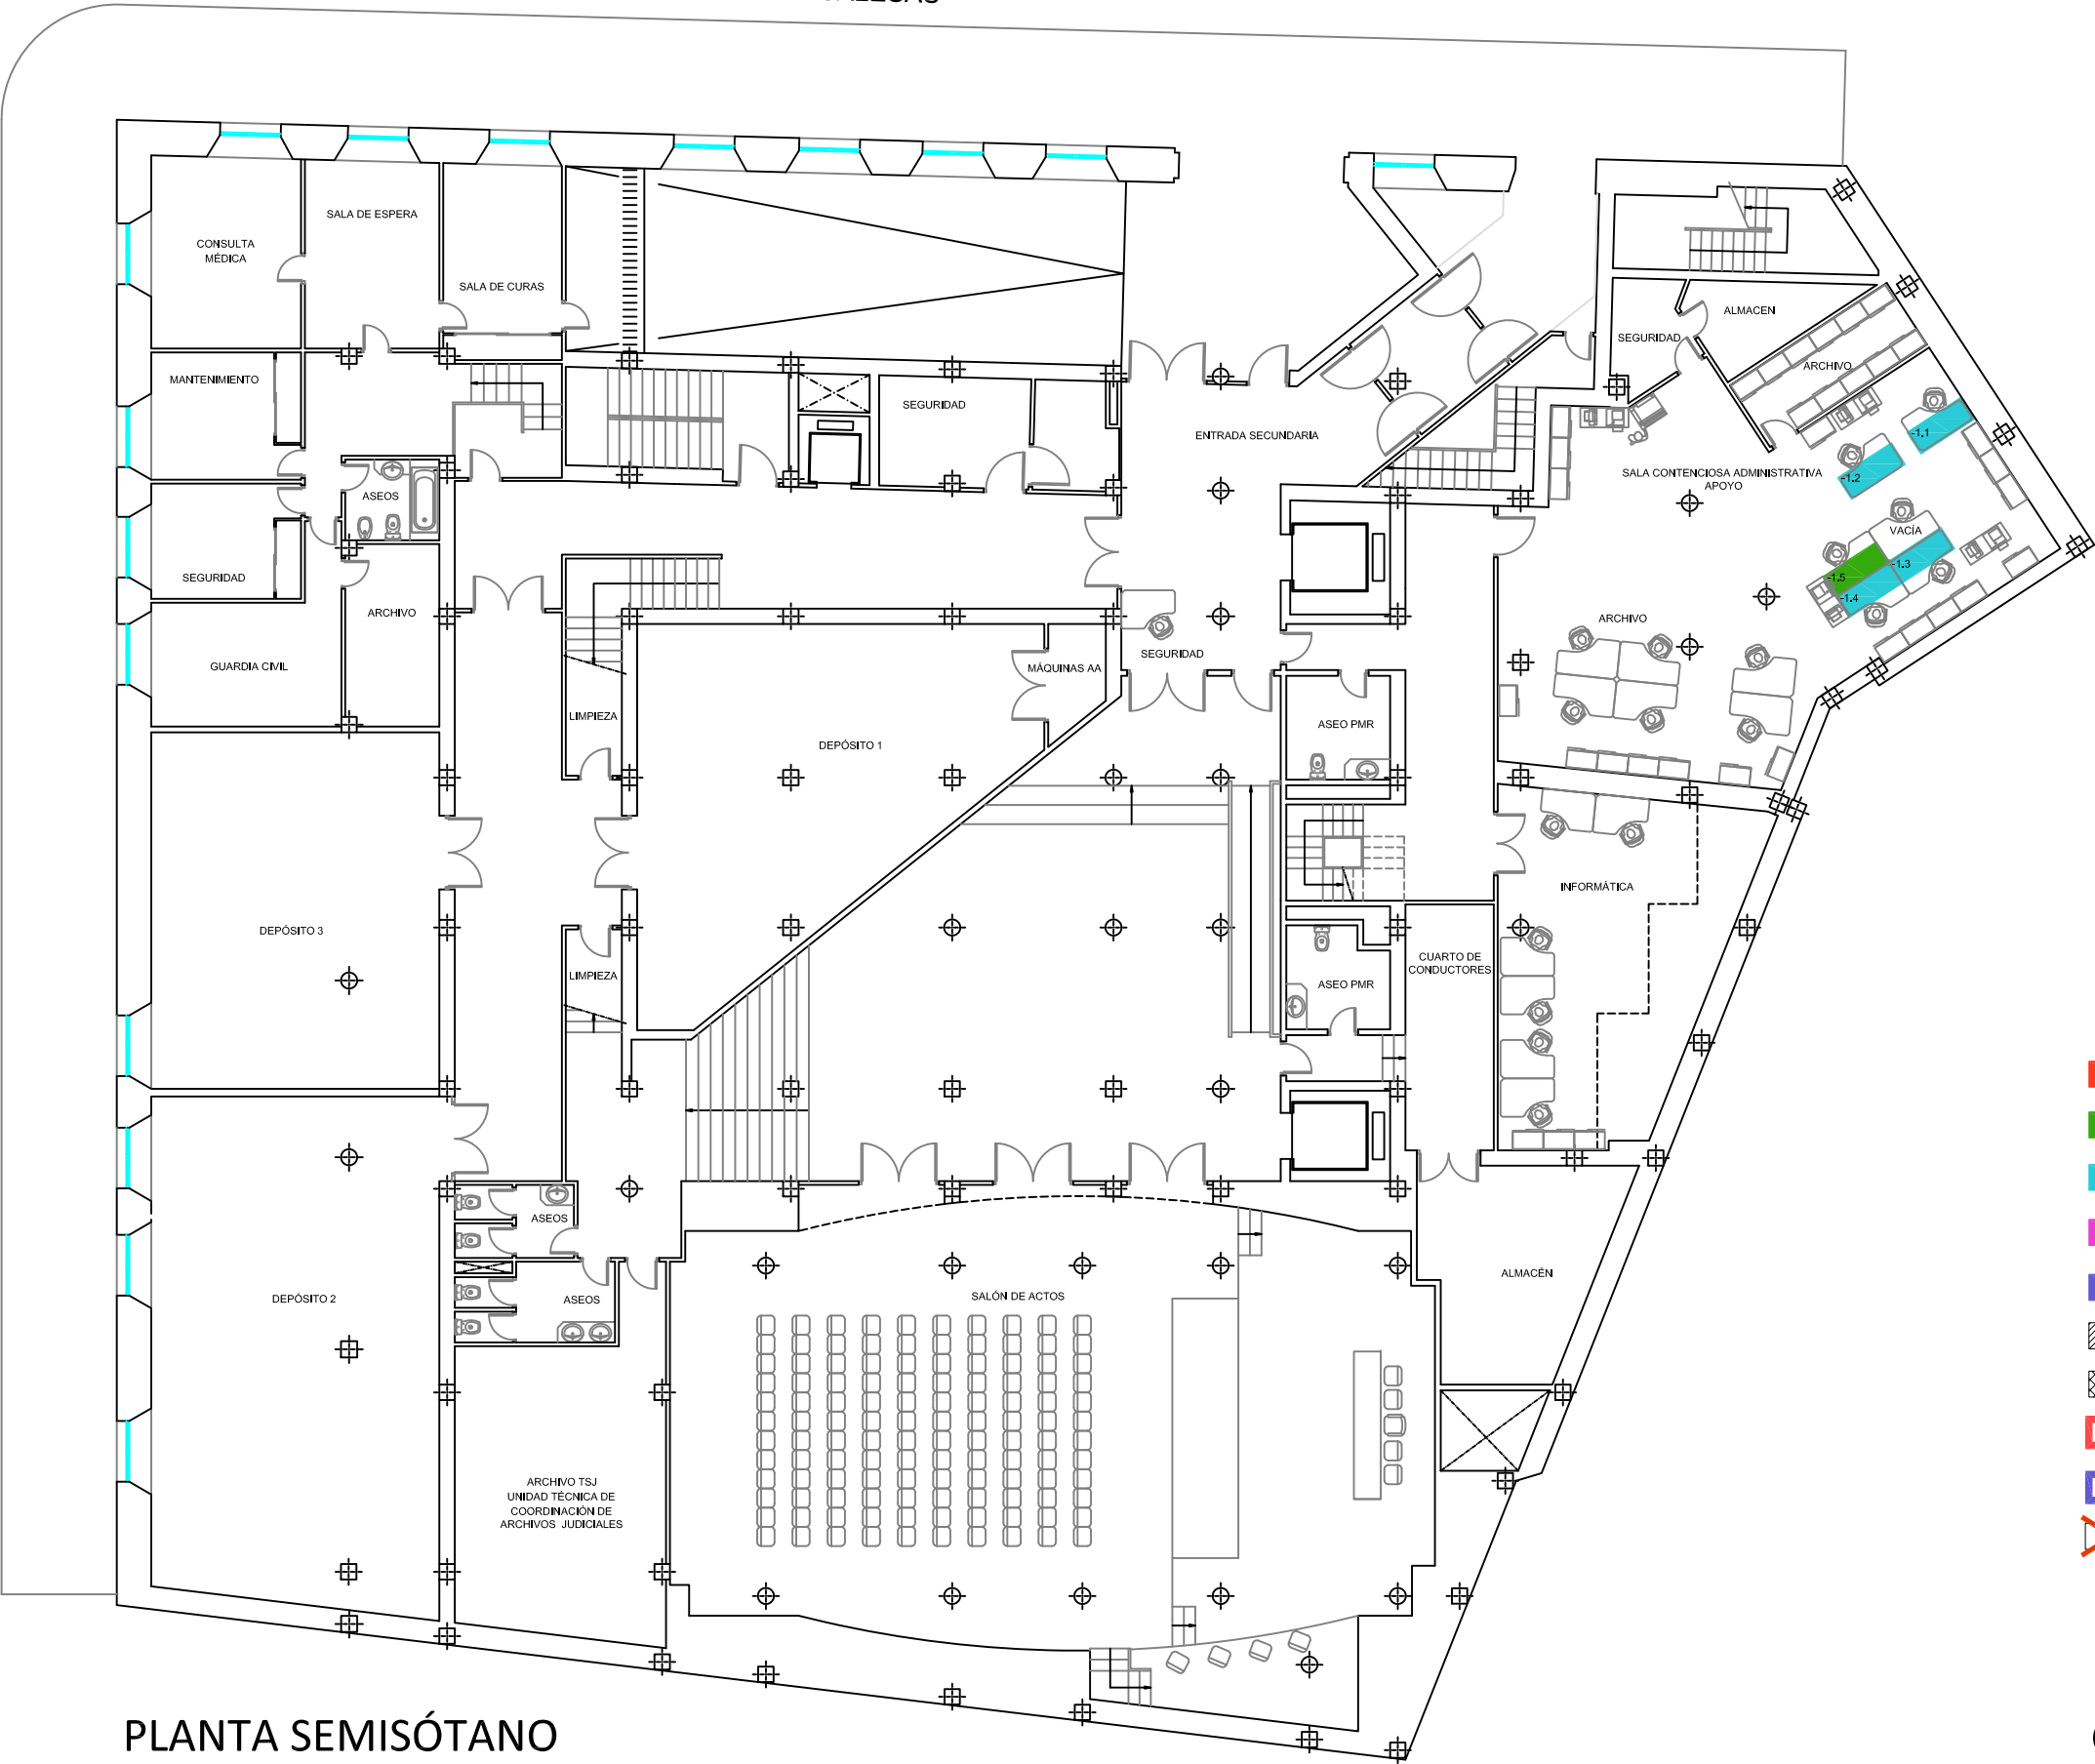 SALA DE ESPERA
CONSULTA
MÉDICA
SALA DE CURAS
ALMACEN
SEGURIDAD
ARCHIVO
MANTENIMIENTO
SEGURIDAD
ENTRADA SECUNDARIA
-1.1
SALA CONTENCIOSA ADMINISTRATIVA
APOYO
-1.2
ASEOS
VACÍA
-1.3
-1.5
-1.4
SEGURIDAD
ARCHIVO
ARCHIVO
GUARDIA CIVIL
MÁQUINAS AA
SEGURIDAD
LIMPIEZA
ASEO PMR
DEPÓSITO 1
INFORMÁTICA
DEPÓSITO 3
CUARTO DE
CONDUCTORES
LIMPIEZA
ASEO PMR
ASEOS
ALMACÉN
DEPÓSITO 2
ASEOS
SALÓN DE ACTOS
ARCHIVO TSJ
UNIDAD TÉCNICA DE
COORDINACIÓN DE
ARCHIVOS JUDICIALES
PLANTA SEMISÓTANO